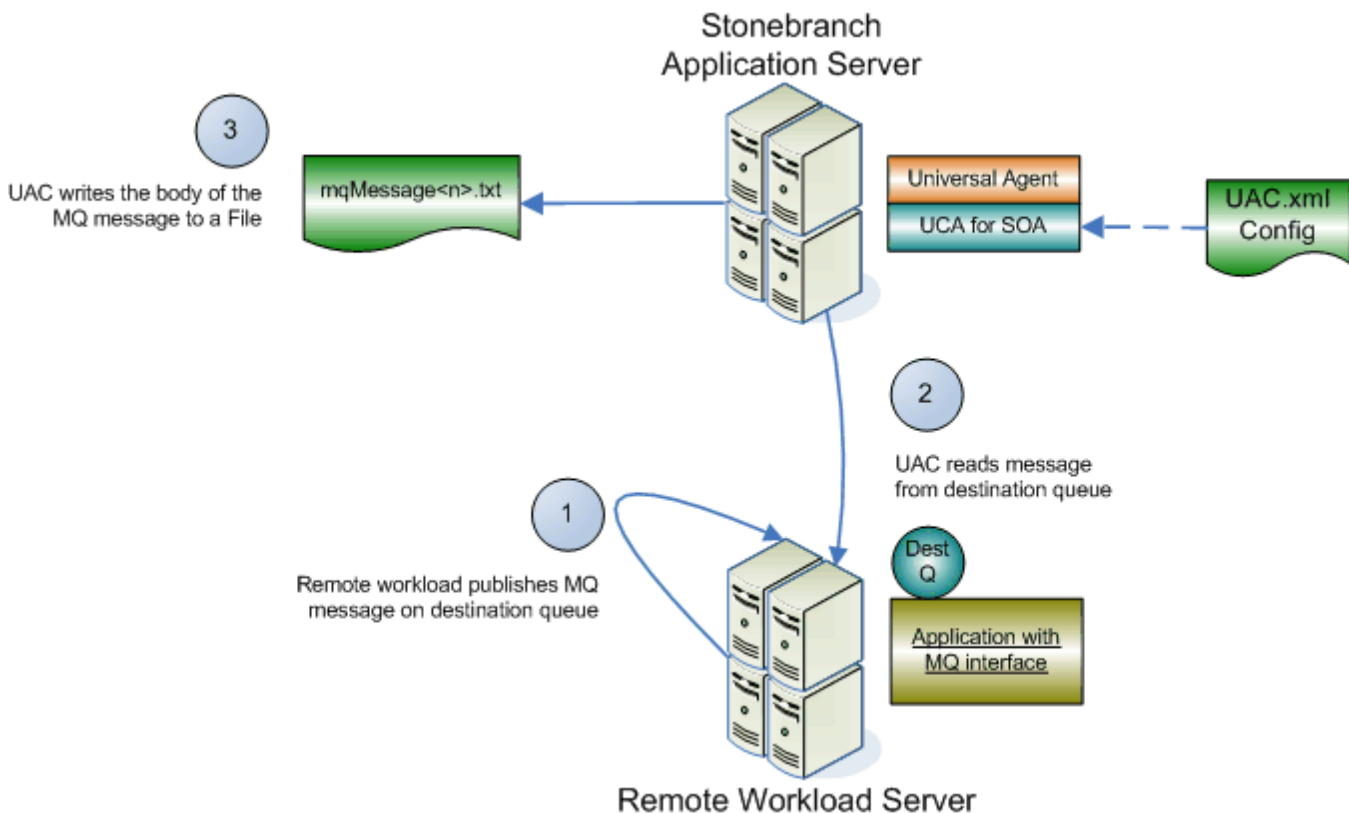 Stonebranch
Application Server
3
UAC writes the body of the
MQ message to a File
mqMessage<n>.txt
Universal Agent
UCA for SOA
UAC.xml
Config
2
UAC reads message
from destination queue
1
Remote workload publishes MQ
message on destination queue
Dest
Q
Application with
MQ interface
Remote Workload Server